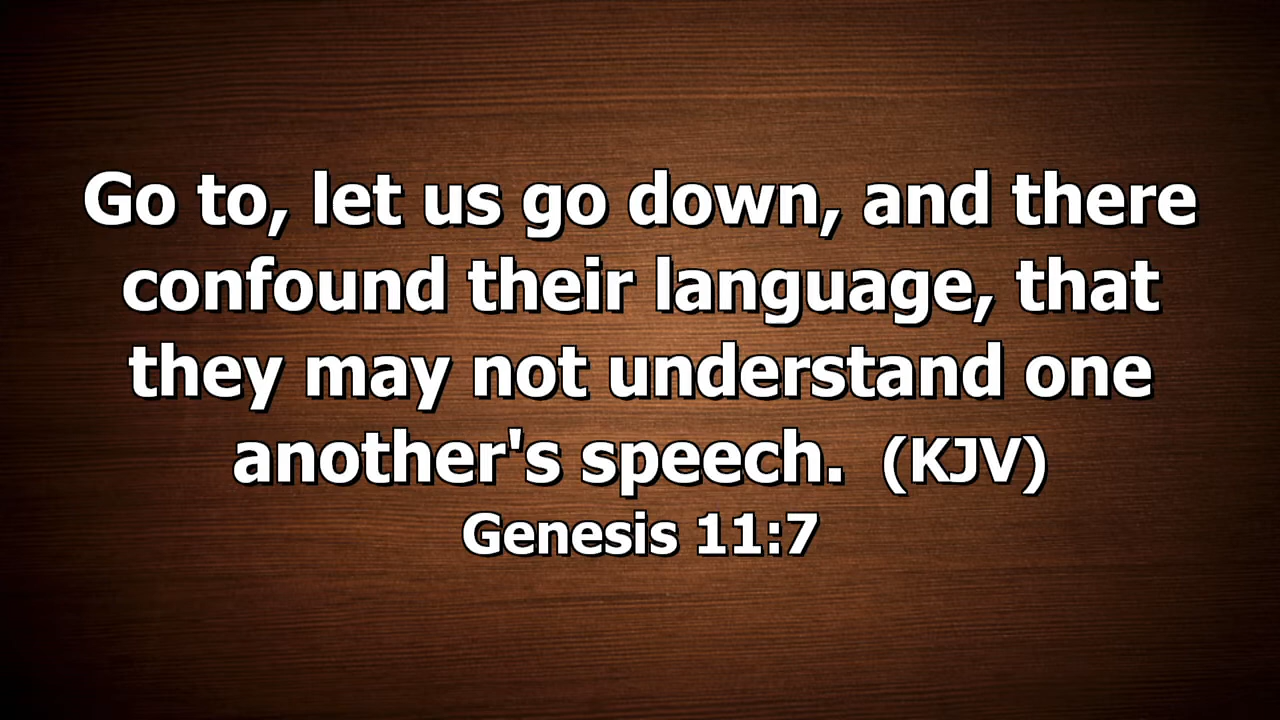 Go to, let us go down, and there
confound their language, that
they may not understand one
another's speech.  (KJV)
Genesis 11:7